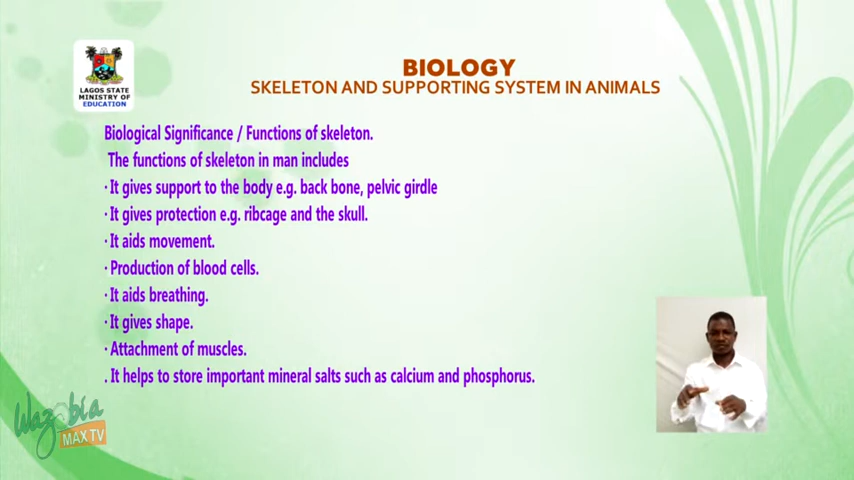 LAGOS STATE
MINISTRY OF
EDUCATION
BIOLOGY
SKELETON AND SUPPORTING SYSTEM IN ANIMALS
Biological Significance / Functions of skeleton.
The functions of skeleton in man includes
· It gives support to the body e.g. back bone, pelvic girdle
· It gives protection e.g. ribcage and the skull.
· It aids movement.
· Production of blood cells.
· It aids breathing.
· It gives shape.
· Attachment of muscles.
. It helps to store important mineral salts such as calcium and phosphorus.
Wazobia
MAX TV